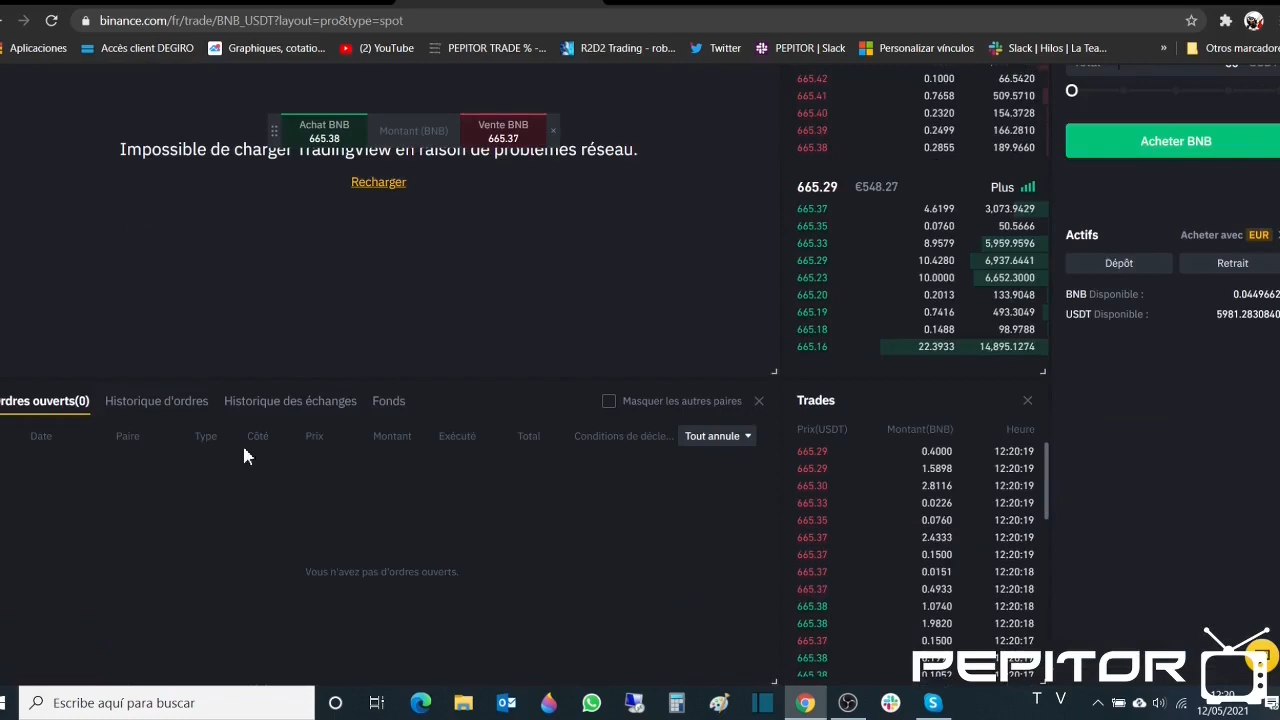 binance.com/fr/trade/BNB_USDT?layout=pro&type=spot
Aplicaciones Accès client DEGIRO Graphiques, cotatio... (2) YouTube PEPITOR TRADE %-... R2D2 Trading - rob... Twitter PEPITOR | Slack Personalizar vínculos Slack | Hilos | La Tea... » Otros marcador
665.42 0.1000 66.5420
665.41 0.7658 509.5710
665.40 0.2320 154.3728
665.39 0.2499 166.2810
665.38 0.2855 189.9660
Achat BNB 665.38 Montant (BNB) Vente BNB 665.37 ×
Impossible de charger TradingView en raison de problèmes réseau.
Recharger
Acheter BNB
665.29 €548.27 Plus
665.37 4.6199 3,073.9429
665.35 0.0760 50.5666
665.33 8.9579 5,959.9596
665.29 10.4280 6,937.6441
665.23 10.0000 6,652.3000
665.20 0.2013 133.9048
665.19 0.7416 493.3049
665.18 0.1488 98.9788
665.16 22.3933 14,895.1274
Actifs Acheter avec EUR
Dépôt Retrait
BNB Disponible : 0.0449662
USDT Disponible : 5981.2830840
rdres ouverts(0) Historique d'ordres Historique des échanges Fonds Masquer les autres paires
Date Paire Type Côté Prix Montant Exécuté Total Conditions de décle... Tout annule
Vous n'avez pas d'ordres ouverts.
Trades
Prix(USDT) Montant(BNB) Heure
665.29 0.4000 12:20:19
665.29 1.5898 12:20:19
665.30 2.8116 12:20:19
665.33 0.0226 12:20:19
665.35 0.0760 12:20:19
665.37 2.4333 12:20:19
665.37 0.1500 12:20:19
665.37 0.0151 12:20:18
665.37 0.4933 12:20:18
665.38 1.0740 12:20:18
665.38 1.9820 12:20:18
665.37 0.1500 12:20:17
665.38
665.38 0.1052
PEPITOR
Escribe aquí para buscar
T V
12:20
12/05/2021